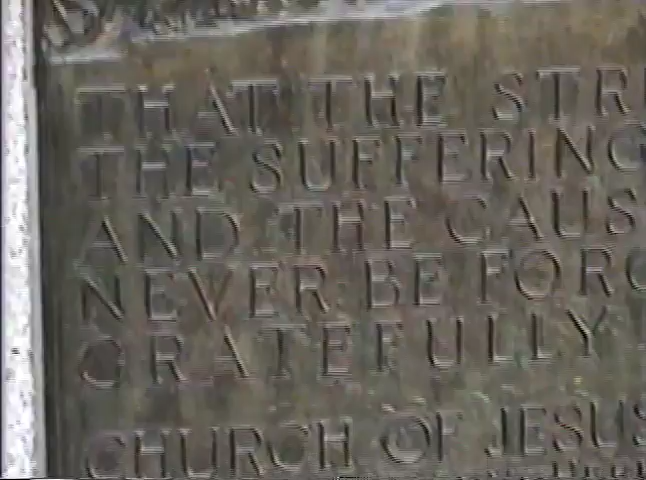 THAT THE STR
THE SUFFERING
AND THE CAUS
NEVER BE FORG
GRATEFULLY
CHURCH OF JESUS